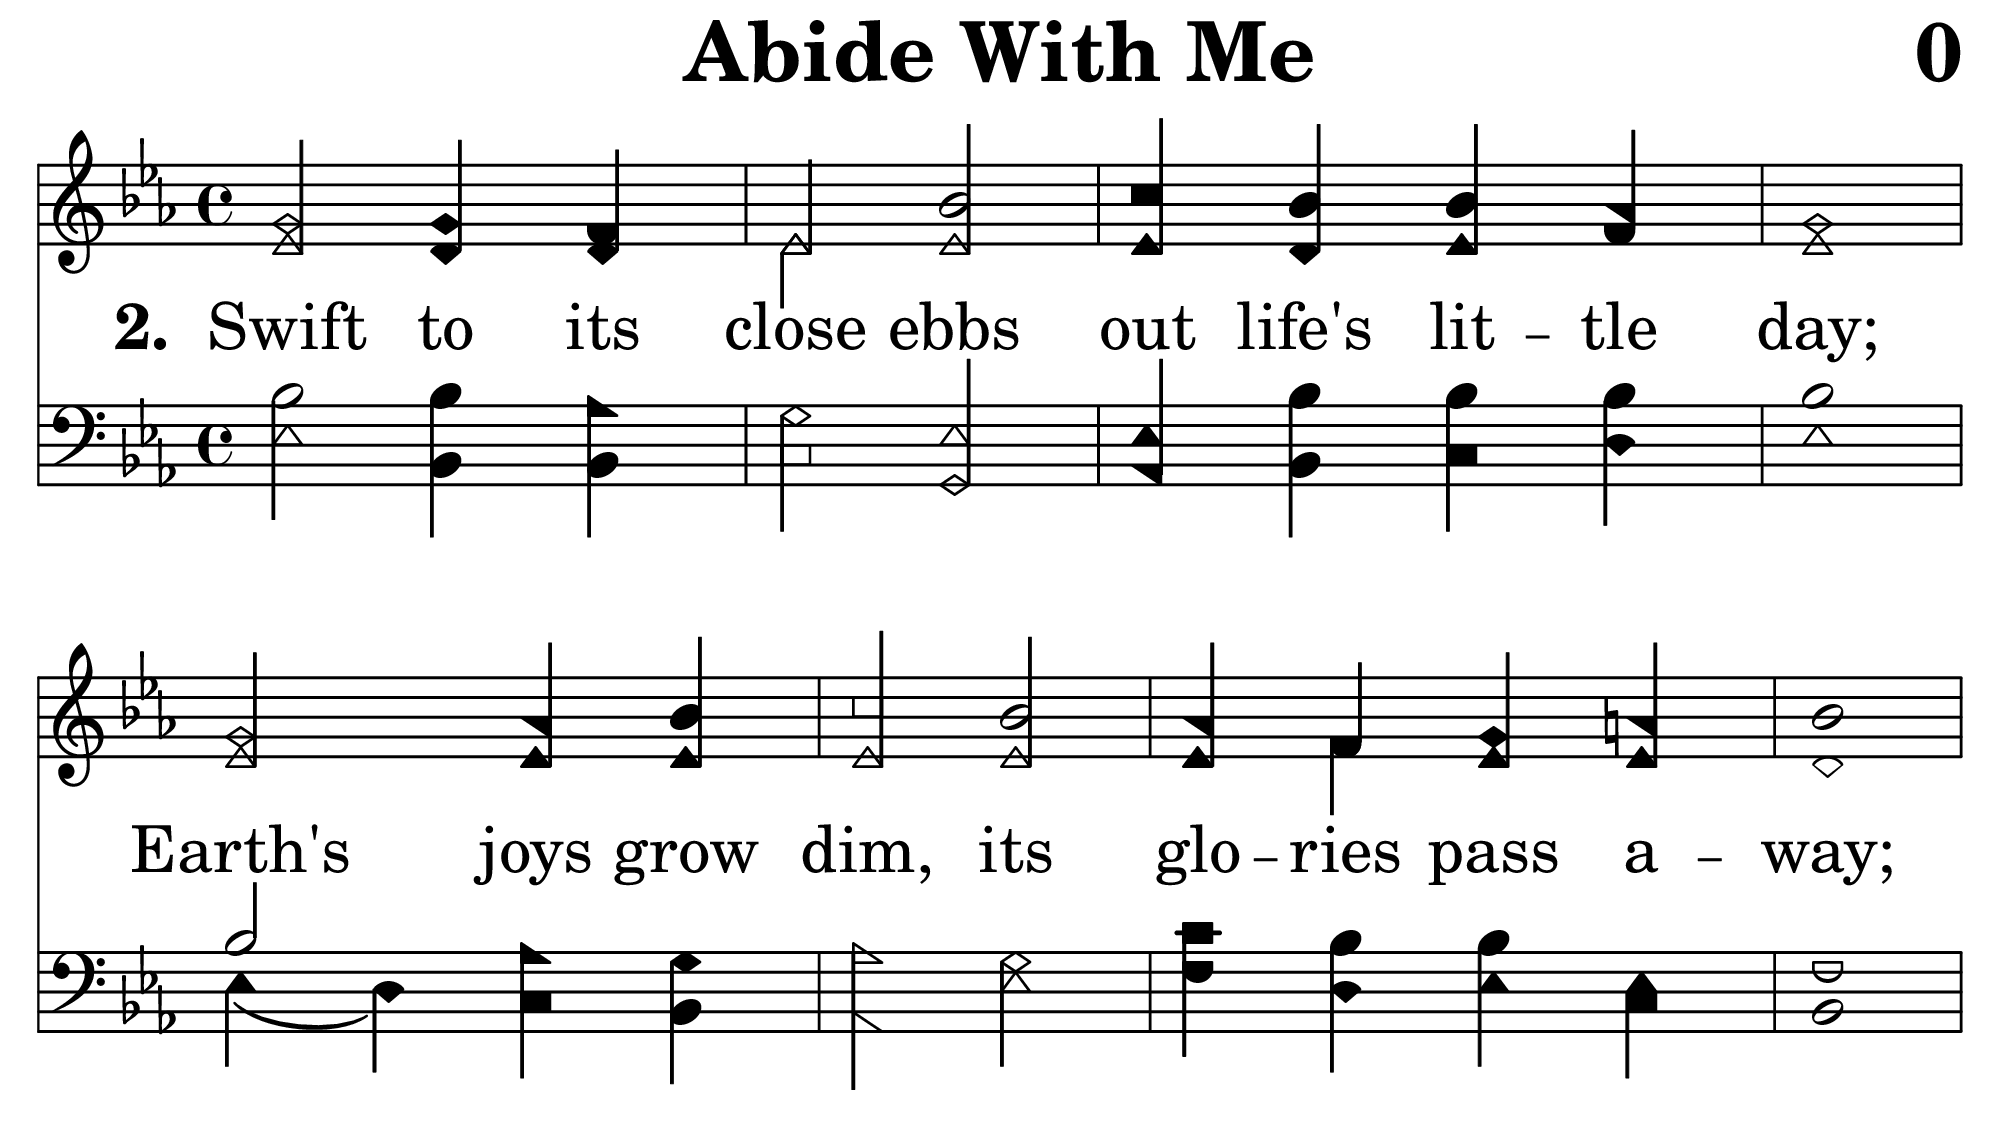 Abide With Me 0
2. Swift to its close ebbs out life's lit – tle day;
Earth's joys grow dim, its glo – ries pass a – way;